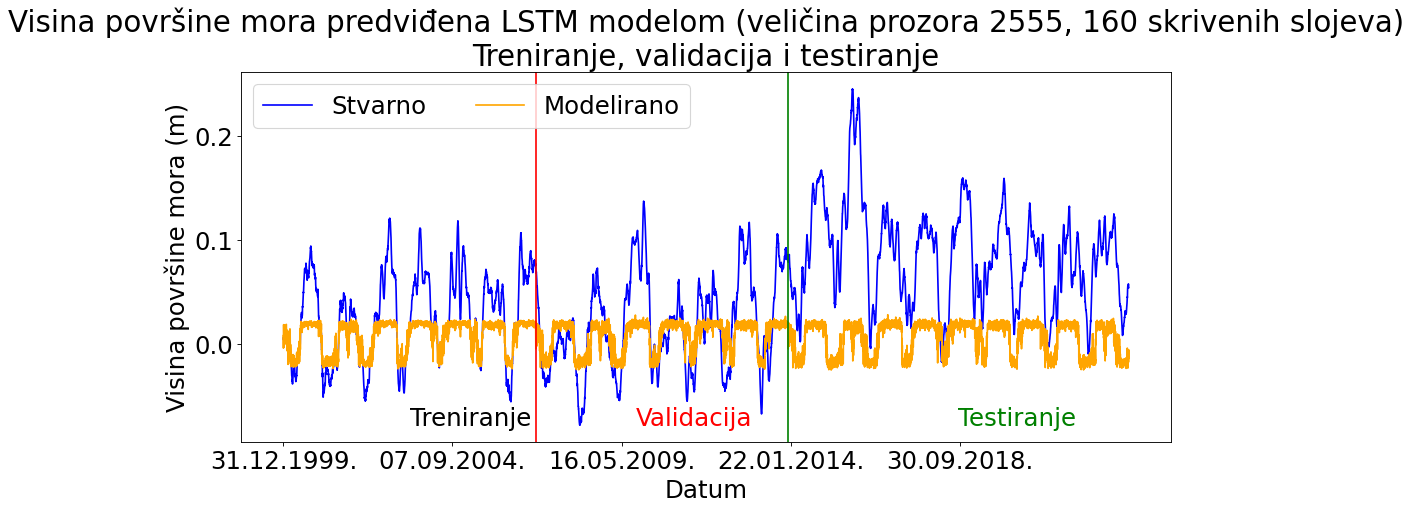 Visina površine mora predviđena LSTM modelom (veličina prozora 2555, 160 skrivenih slojeva)
Treniranje, validacija i testiranje
Stvarno
Modelirano
Visina površine mora (m)
0.2
0.1
0.0
Treniranje
Validacija
Testiranje
31.12.1999.
07.09.2004.
16.05.2009.
22.01.2014.
30.09.2018.
Datum